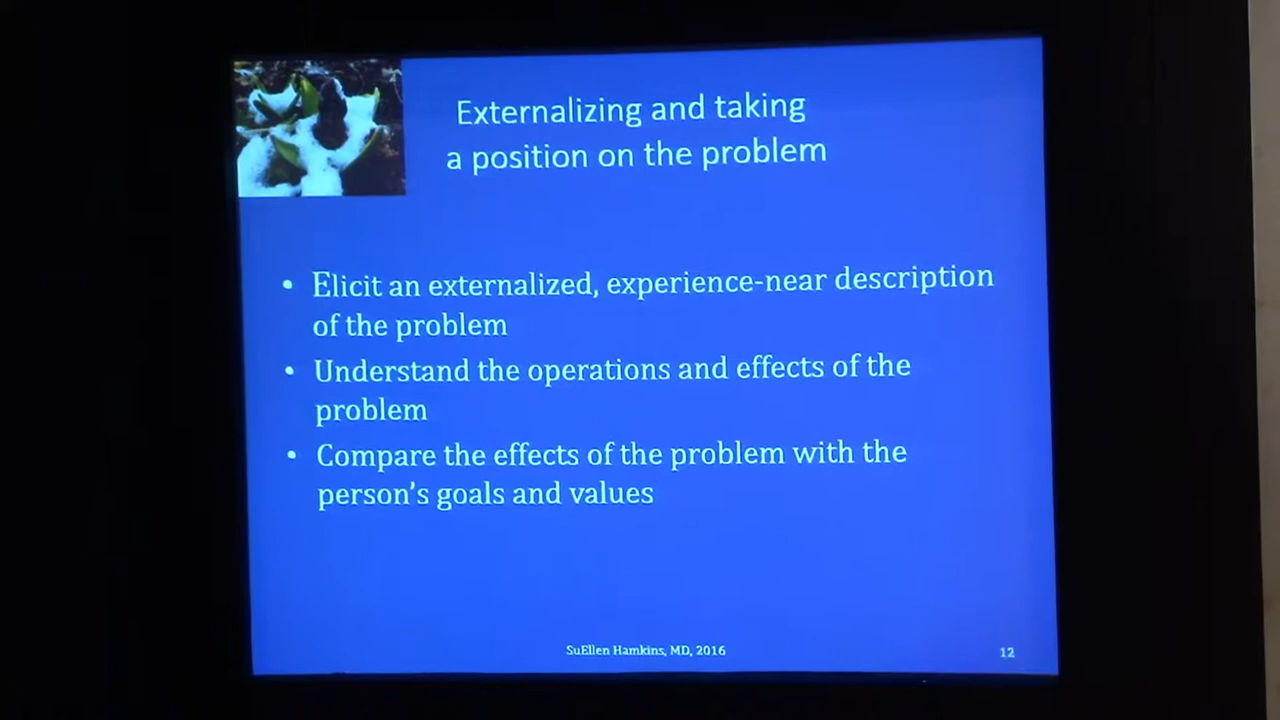 Externalizing and taking
a position on the problem
• Elicit an externalized, experience-near description
of the problem
• Understand the operations and effects of the
problem
• Compare the effects of the problem with the
person's goals and values
SuEllen Hamkins, MD, 2016
12